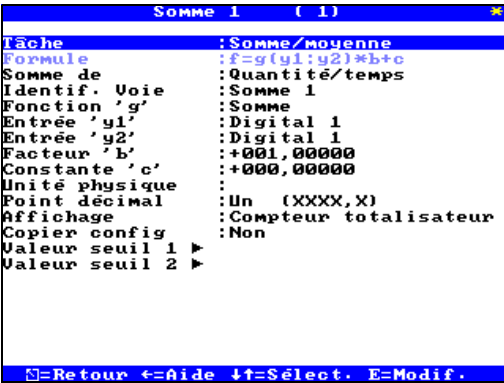 Somme 1 ( 1) *
Tâche :Somme/moyenne
Formule :f=g(y1:y2)*b+c
Somme de :Quantité/temps
Identif. Voie :Somme 1
Fonction 'g' :Somme
Entrée 'y1' :Digital 1
Entrée 'y2' :Digital 1
Facteur 'b' :+001,00000
Constante 'c' :+000,00000
Unité physique :
Point décimal :Un (XXXX,X)
Affichage :Compteur totalisateur
Copier config :Non
Valeur seuil 1 ►
Valeur seuil 2 ►
⇱=Retour ←=Aide ↓↑=Sélect. E=Modif.